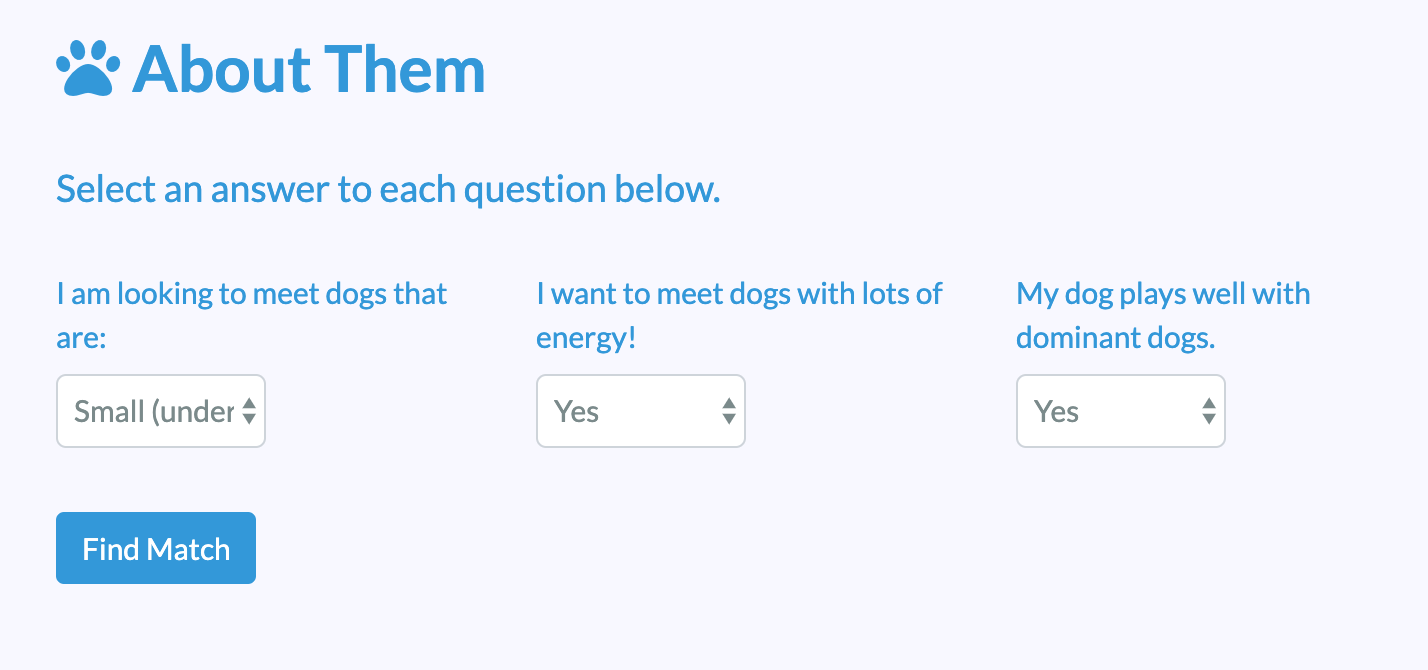 About Them
Select an answer to each question below.
I am looking to meet dogs that
are:
Small (under
I want to meet dogs with lots of
energy!
Yes
My dog plays well with
dominant dogs.
Yes
Find Match